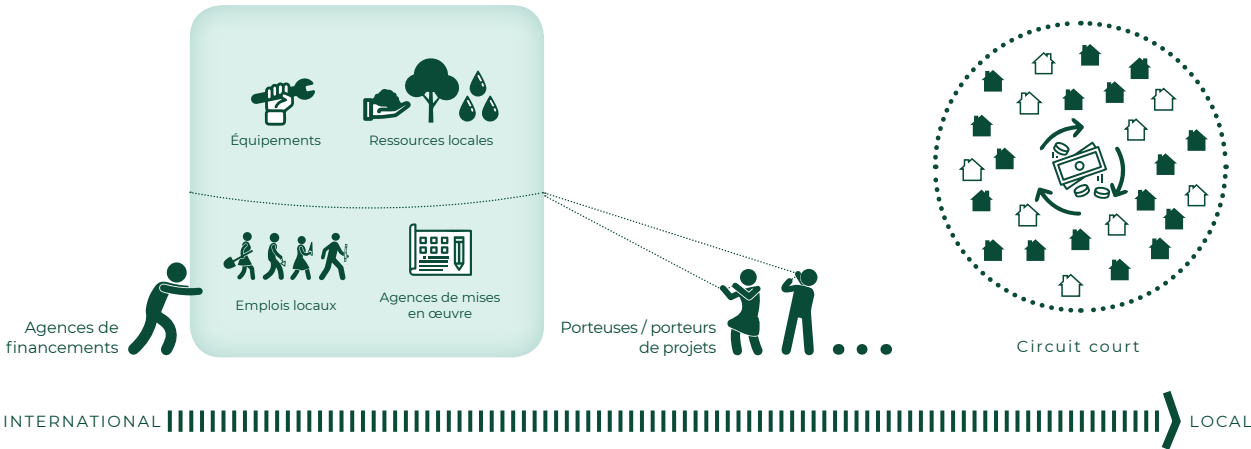 Équipements
Ressources locales
Emplois locaux
Agences de mises
en œuvre
Agences de
financements
Porteuses / porteurs
de projets
Circuit court
INTERNATIONAL
LOCAL